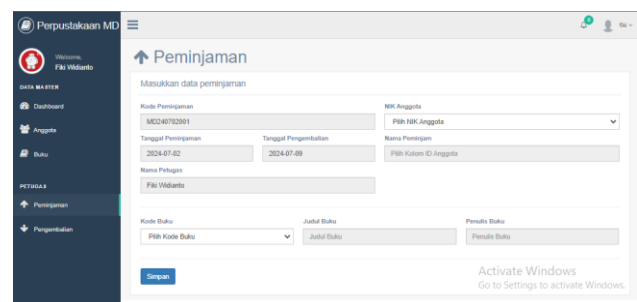 Perpustakaan MD
0
fiki
Welcome,
Fiki Widianto
DATA MASTER
Dashboard
Anggota
Buku
PETUGAS
Peminjaman
Pengembalian
Peminjaman
Masukkan data peminjaman
Kode Peminjaman
NIK Anggota
MD240702001
Pilih NIK Anggota
Tanggal Peminjaman
Tanggal Pengembalian
Nama Peminjam
2024-07-02
2024-07-09
Pilih Kolom ID Anggota
Nama Petugas
Fiki Widianto
Kode Buku
Judul Buku
Penulis Buku
Pilih Kode Buku
Judul Buku
Penulis Buku
Simpan
Activate Windows
Go to Settings to activate Windows.